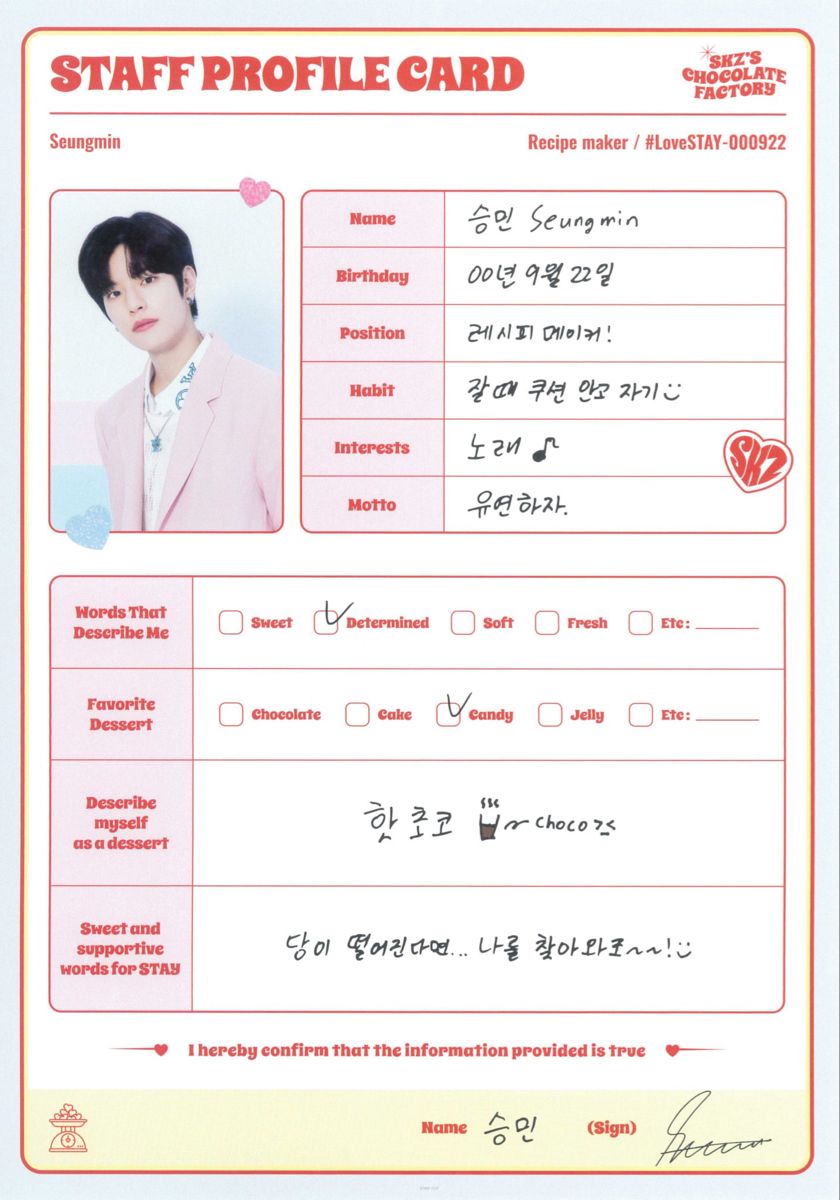 STAFF PROFILE CARD
SKZ'S
CHOCOLATE
FACTORY
Seungmin
Recipe maker / #LoveSTAY-000922
Name 승민 Seungmin
Birthday 00년 9월 22일
Position 레시피 메이커!
Habit 잘 때 쿠션 안고 자기
Interests 노래 ♪
SKZ
Motto 유연하자.
Words That
Describe Me
Sweet Determined Soft Fresh Etc:
Favorite
Dessert
Chocolate Cake Candy Jelly Etc:
Describe
myself
as a dessert
핫초코 ~choco >≤
Sweet and
supportive
words for STAY
당이 떨어진다면... 나를 찾아와포~~!
I hereby confirm that the information provided is true
Name 승민 (Sign)